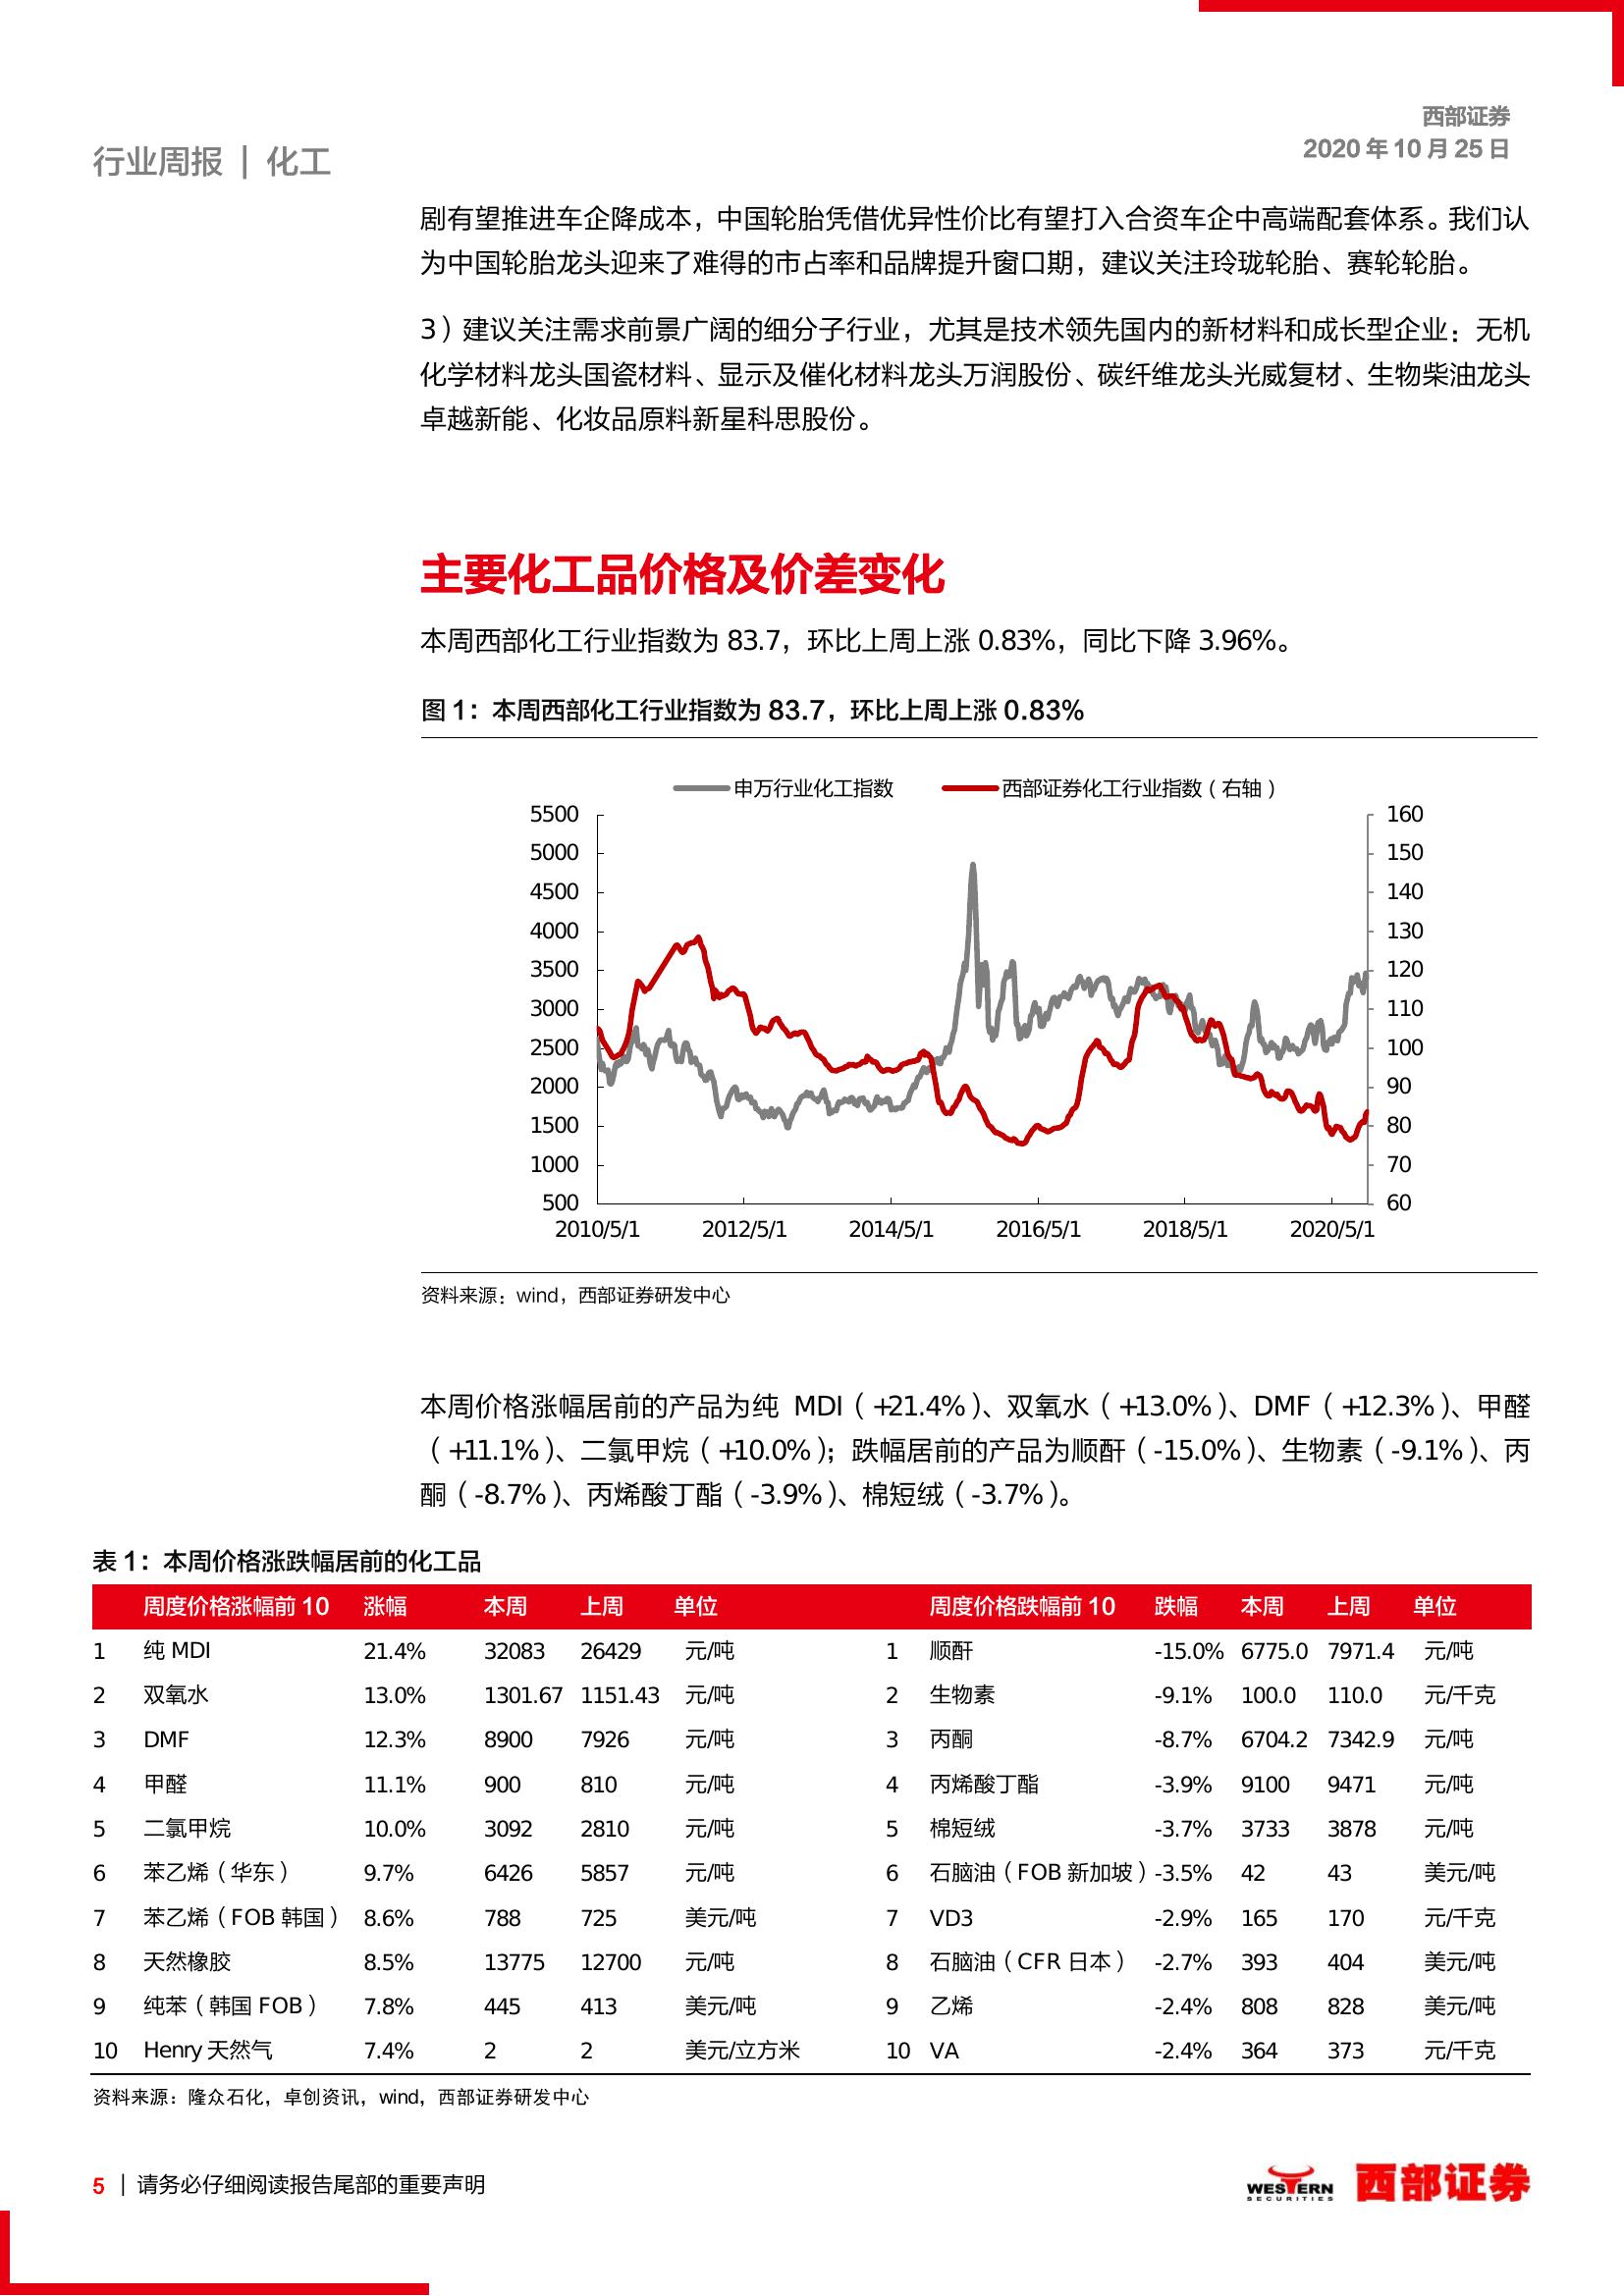 西部证券
2020 年 10 月 25 日
行业周报 | 化工
剧有望推进车企降成本，中国轮胎凭借优异性价比有望打入合资车企中高端配套体系。我们认
为中国轮胎龙头迎来了难得的市占率和品牌提升窗口期，建议关注玲珑轮胎、赛轮轮胎。
3）建议关注需求前景广阔的细分子行业，尤其是技术领先国内的新材料和成长型企业：无机
化学材料龙头国瓷材料、显示及催化材料龙头万润股份、碳纤维龙头光威复材、生物柴油龙头
卓越新能、化妆品原料新星科思股份。
主要化工品价格及价差变化
本周西部化工行业指数为 83.7，环比上周上涨 0.83%，同比下降 3.96%。
图 1：本周西部化工行业指数为 83.7，环比上周上涨 0.83%
申万行业化工指数 西部证券化工行业指数（右轴）
5500 160
5000 150
4500 140
4000 130
3500 120
3000 110
2500 100
2000 90
1500 80
1000 70
500 60
2010/5/1 2012/5/1 2014/5/1 2016/5/1 2018/5/1 2020/5/1
资料来源：wind，西部证券研发中心
本周价格涨幅居前的产品为纯 MDI（+21.4%）、双氧水（+13.0%）、DMF（+12.3%）、甲醛
（+11.1%）、二氯甲烷（+10.0%）；跌幅居前的产品为顺酐（-15.0%）、生物素（-9.1%）、丙
酮（-8.7%）、丙烯酸丁酯（-3.9%）、棉短绒（-3.7%）。
表 1：本周价格涨跌幅居前的化工品
周度价格涨幅前 10 涨幅 本周 上周 单位 周度价格跌幅前 10 跌幅 本周 上周 单位
1 纯 MDI 21.4% 32083 26429 元/吨 1 顺酐 -15.0% 6775.0 7971.4 元/吨
2 双氧水 13.0% 1301.67 1151.43 元/吨 2 生物素 -9.1% 100.0 110.0 元/千克
3 DMF 12.3% 8900 7926 元/吨 3 丙酮 -8.7% 6704.2 7342.9 元/吨
4 甲醛 11.1% 900 810 元/吨 4 丙烯酸丁酯 -3.9% 9100 9471 元/吨
5 二氯甲烷 10.0% 3092 2810 元/吨 5 棉短绒 -3.7% 3733 3878 元/吨
6 苯乙烯（华东） 9.7% 6426 5857 元/吨 6 石脑油（FOB 新加坡） -3.5% 42 43 美元/吨
7 苯乙烯（FOB 韩国） 8.6% 788 725 美元/吨 7 VD3 -2.9% 165 170 元/千克
8 天然橡胶 8.5% 13775 12700 元/吨 8 石脑油（CFR 日本） -2.7% 393 404 美元/吨
9 纯苯（韩国 FOB） 7.8% 445 413 美元/吨 9 乙烯 -2.4% 808 828 美元/吨
10 Henry 天然气 7.4% 2 2 美元/立方米 10 VA -2.4% 364 373 元/千克
资料来源：隆众石化，卓创资讯，wind，西部证券研发中心
5 | 请务必仔细阅读报告尾部的重要声明
WESTERN
SECURITIES
西部证券